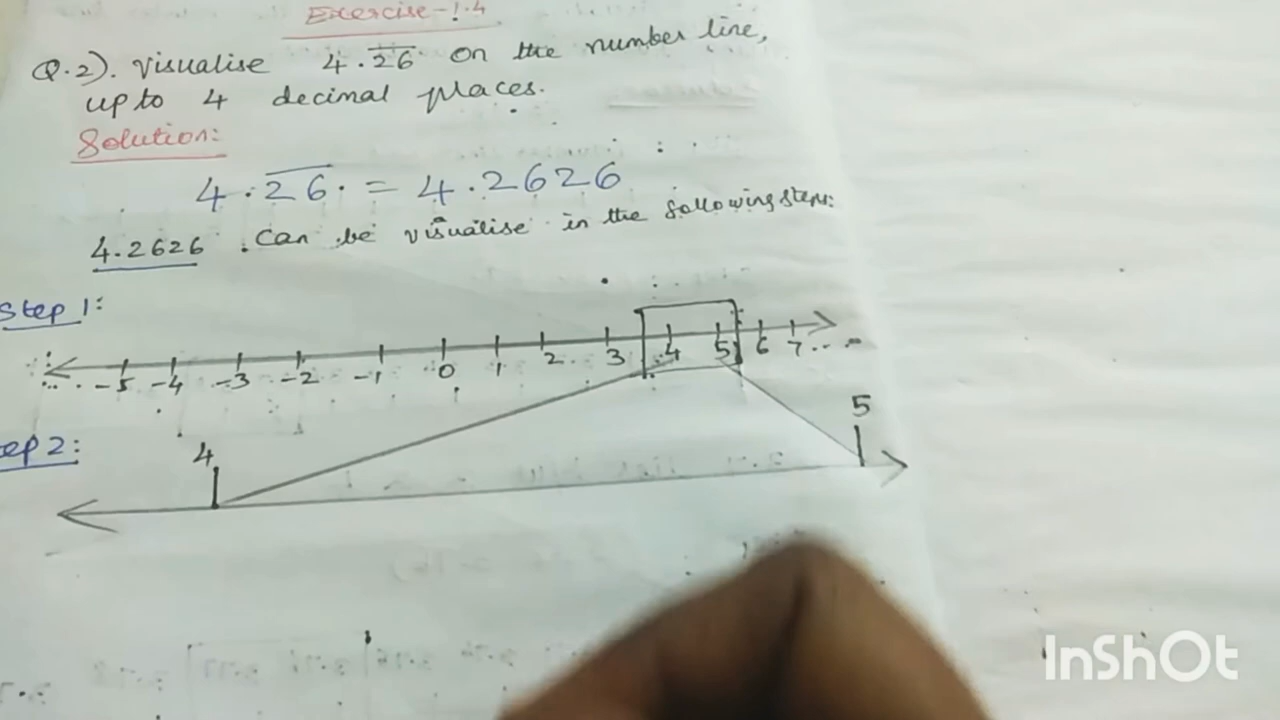 Exercise-1.4
Q.2). Visualise 4.2̅6̅ on the number line,
up to 4 decimal places.
Solution:
4.2̅6̅. = 4.2626
4.2626 . Can be visualise in the following steps:
Step 1:
... -5 -4 -3 -2 -1 0 1 2 3 4 5 6 7...
ep 2:
4 5
InShOt